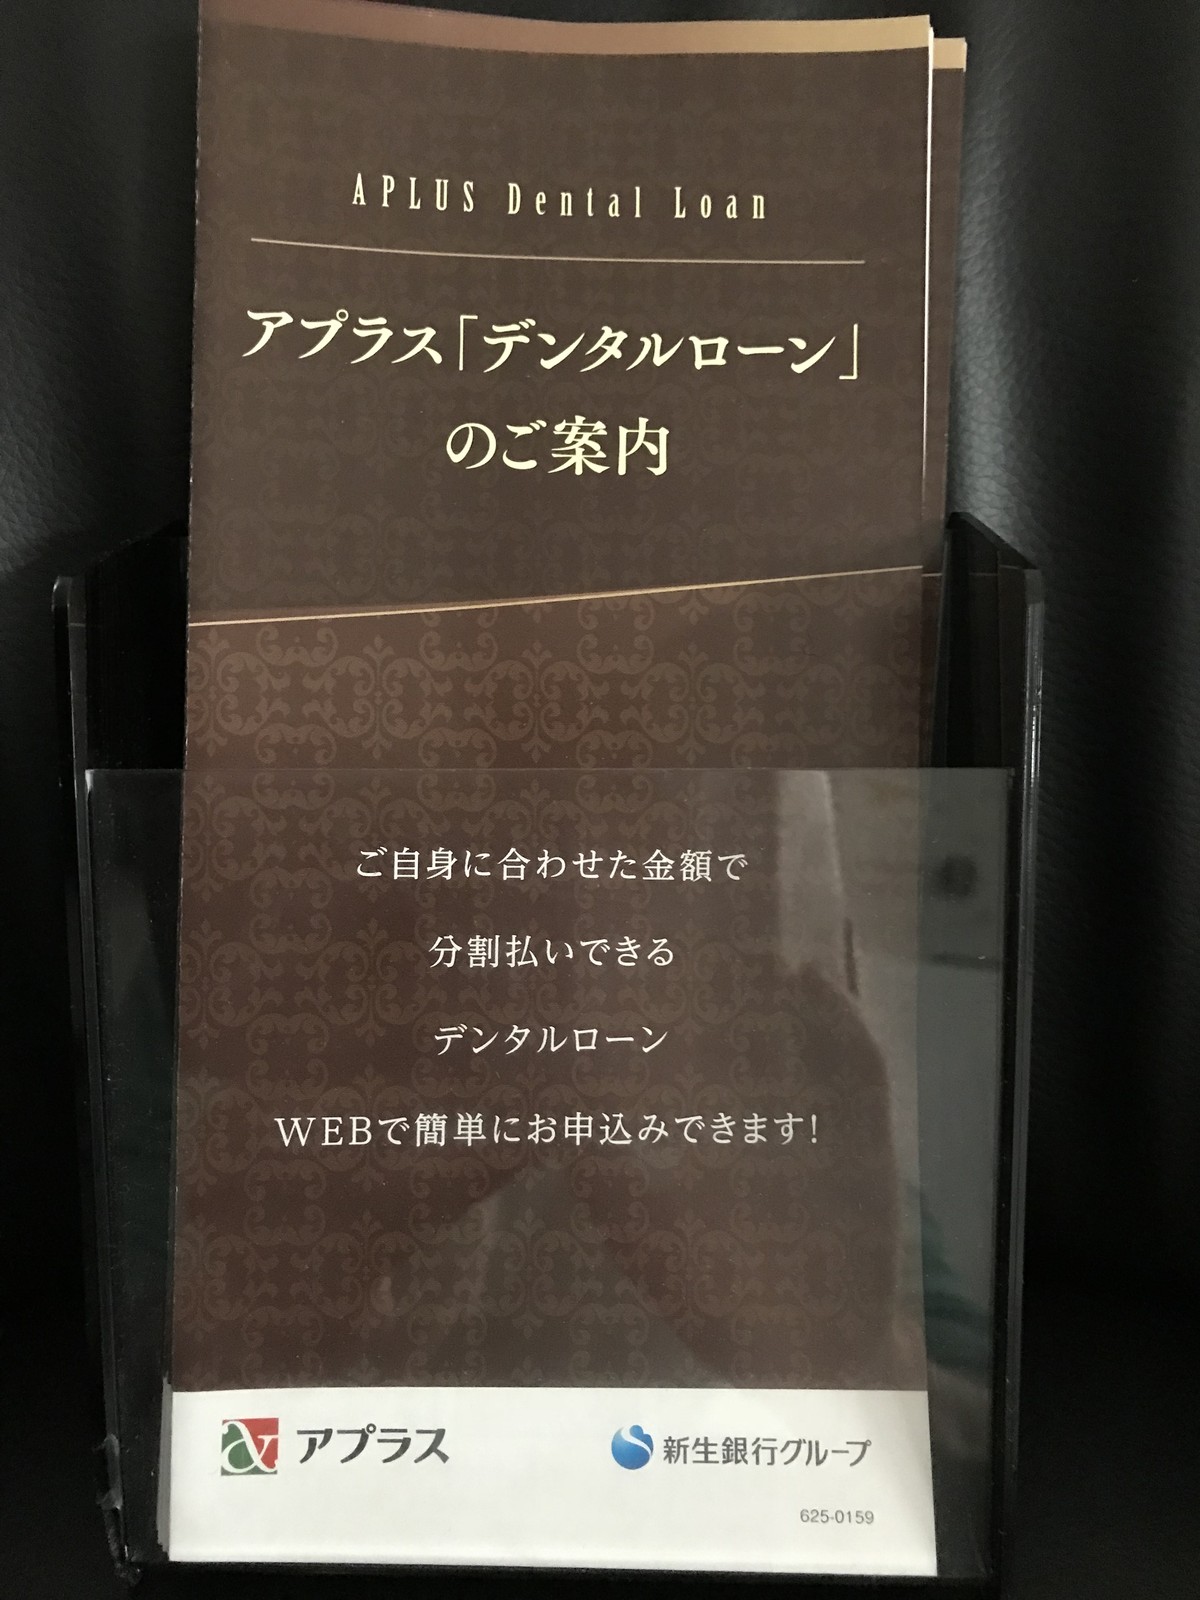 APLUS Dental Loan
アプラス「デンタルローン」
のご案内
ご自身に合わせた金額で
分割払いできる
デンタルローン
WEBで簡単にお申込みできます!
アプラス
新生銀行グループ
625-0159